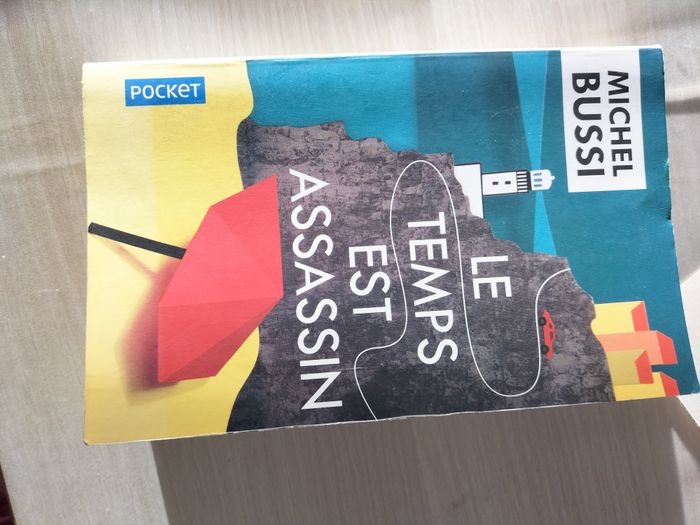 MICHEL
BUSSI
LE
TEMPS
EST
ASSASSIN
POCKET